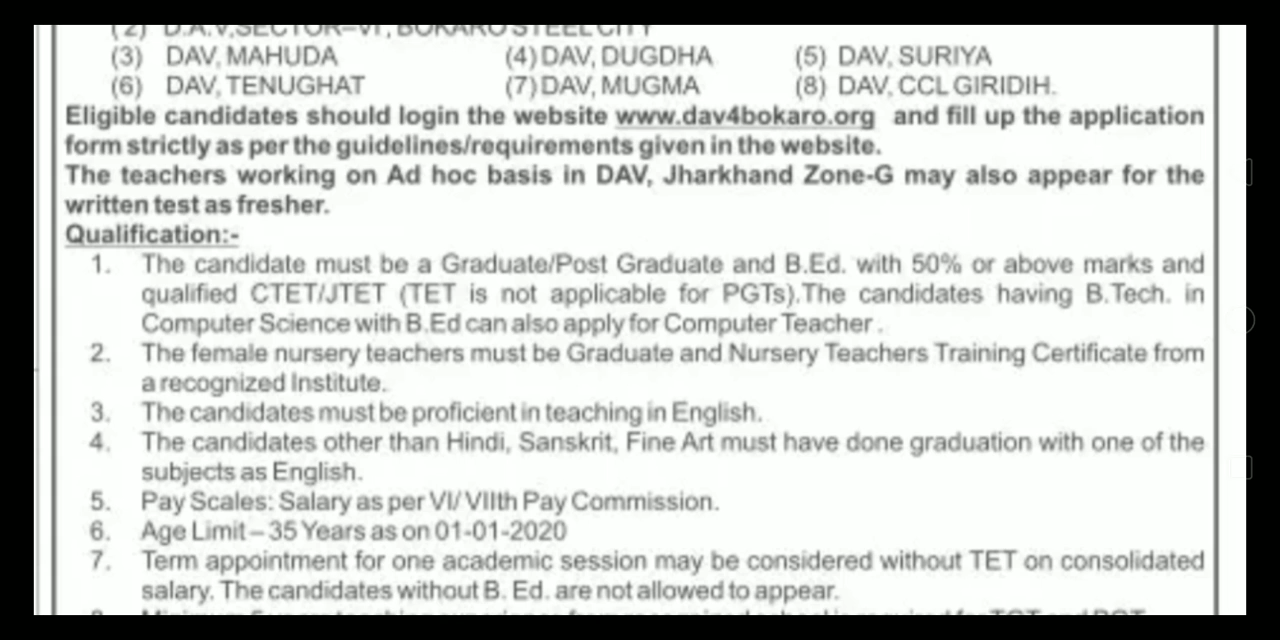 (2) D.A.V, SECTOR–VI, BOKARO STEEL CITY
(3) DAV, MAHUDA (4) DAV, DUGDHA (5) DAV, SURIYA
(6) DAV, TENUGHAT (7) DAV, MUGMA (8) DAV, CCL GIRIDIH.
Eligible candidates should login the website www.dav4bokaro.org and fill up the application
form strictly as per the guidelines/requirements given in the website.
The teachers working on Ad hoc basis in DAV, Jharkhand Zone-G may also appear for the
written test as fresher.
Qualification:-
1. The candidate must be a Graduate/Post Graduate and B.Ed. with 50% or above marks and
qualified CTET/JTET (TET is not applicable for PGTs).The candidates having B.Tech. in
Computer Science with B.Ed can also apply for Computer Teacher .
2. The female nursery teachers must be Graduate and Nursery Teachers Training Certificate from
a recognized Institute.
3. The candidates must be proficient in teaching in English.
4. The candidates other than Hindi, Sanskrit, Fine Art must have done graduation with one of the
subjects as English.
5. Pay Scales: Salary as per VI/ VIIth Pay Commission.
6. Age Limit – 35 Years as on 01-01-2020
7. Term appointment for one academic session may be considered without TET on consolidated
salary. The candidates without B. Ed. are not allowed to appear.